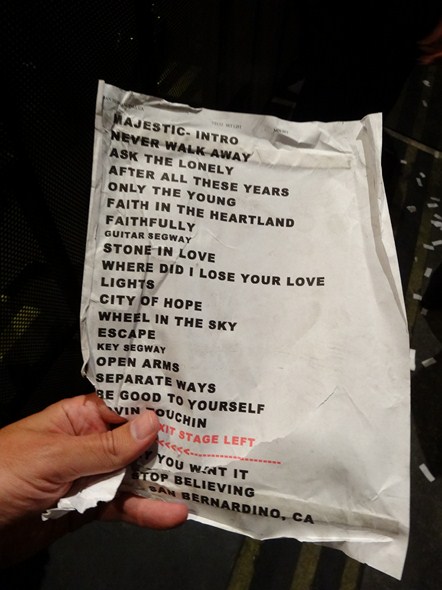 MAJESTIC- INTRO
NEVER WALK AWAY
ASK THE LONELY
AFTER ALL THESE YEARS
ONLY THE YOUNG
FAITH IN THE HEARTLAND
FAITHFULLY
GUITAR SEGWAY
STONE IN LOVE
WHERE DID I LOSE YOUR LOVE
LIGHTS
CITY OF HOPE
WHEEL IN THE SKY
ESCAPE
KEY SEGWAY
OPEN ARMS
SEPARATE WAYS
BE GOOD TO YOURSELF
TOUCHIN
STAGE LEFT
<<<<<--------------------
YOU WANT IT
STOP BELIEVING
SAN BERNARDINO, CA